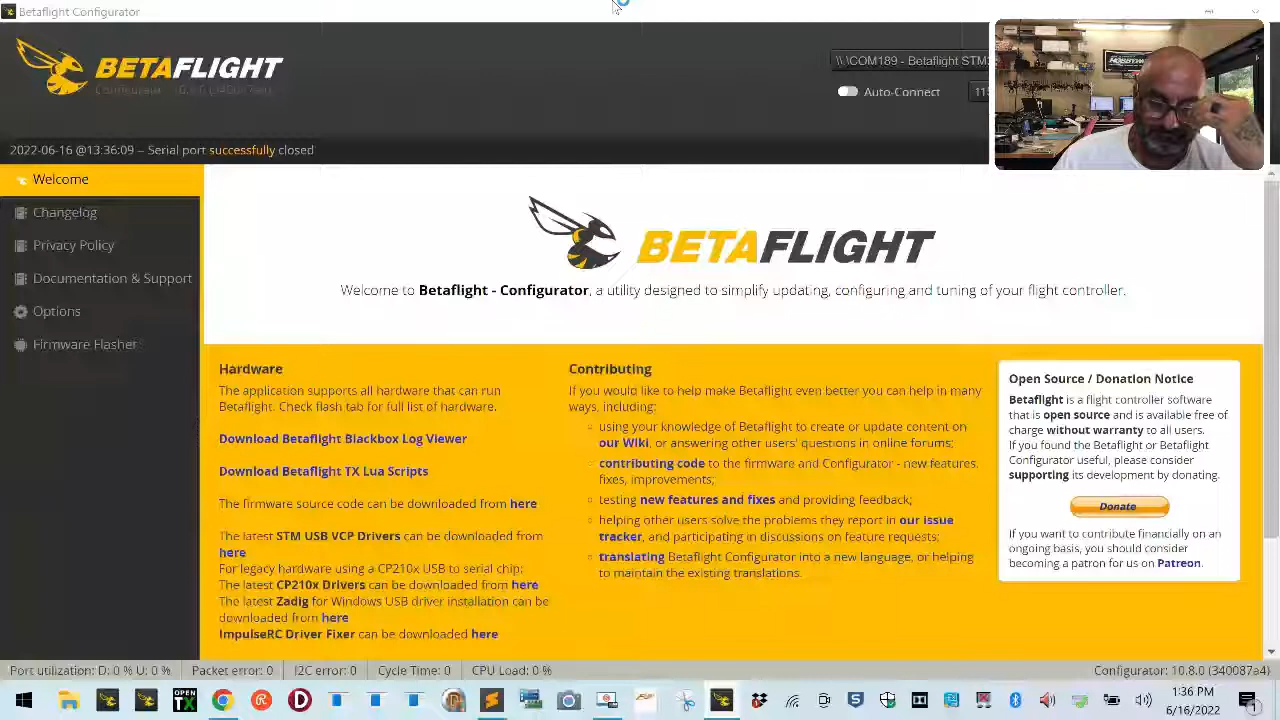 Betaflight Configurator
BETAFLIGHT
\\ \COM189 - Betaflight STM
Auto-Connect
115
2022-06-16 @13:36:09 – Serial port successfully closed
Welcome
Changelog
Privacy Policy
Documentation & Support
Options
Firmware Flasher
BETAFLIGHT
Welcome to Betaflight - Configurator, a utility designed to simplify updating, configuring and tuning of your flight controller.
Hardware
The application supports all hardware that can run
Betaflight. Check flash tab for full list of hardware.
Download Betaflight Blackbox Log Viewer
Download Betaflight TX Lua Scripts
The firmware source code can be downloaded from here
The latest STM USB VCP Drivers can be downloaded from
here
For legacy hardware using a CP210x USB to serial chip:
The latest CP210x Drivers can be downloaded from here
The latest Zadig for Windows USB driver installation can be
downloaded from here
ImpulseRC Driver Fixer can be downloaded here
Contributing
If you would like to help make Betaflight even better you can help in many
ways, including:
using your knowledge of Betaflight to create or update content on
our Wiki, or answering other users' questions in online forums;
contributing code to the firmware and Configurator - new features,
fixes, improvements;
testing new features and fixes and providing feedback;
helping other users solve the problems they report in our issue
tracker, and participating in discussions on feature requests;
translating Betaflight Configurator into a new language, or helping
to maintain the existing translations.
Open Source / Donation Notice
Betaflight is a flight controller software
that is open source and is available free of
charge without warranty to all users.
If you found the Betaflight or Betaflight
Configurator useful, please consider
supporting its development by donating.
Donate
If you want to contribute financially on an
ongoing basis, you should consider
becoming a patron for us on Patreon.
Port utilization: D: 0 % U: 0 %
Packet error: 0
I2C error: 0
Cycle Time: 0
CPU Load: 0 %
Configurator: 10.8.0 (340087a4)
OPEN
TX
1:36 PM
6/16/2022